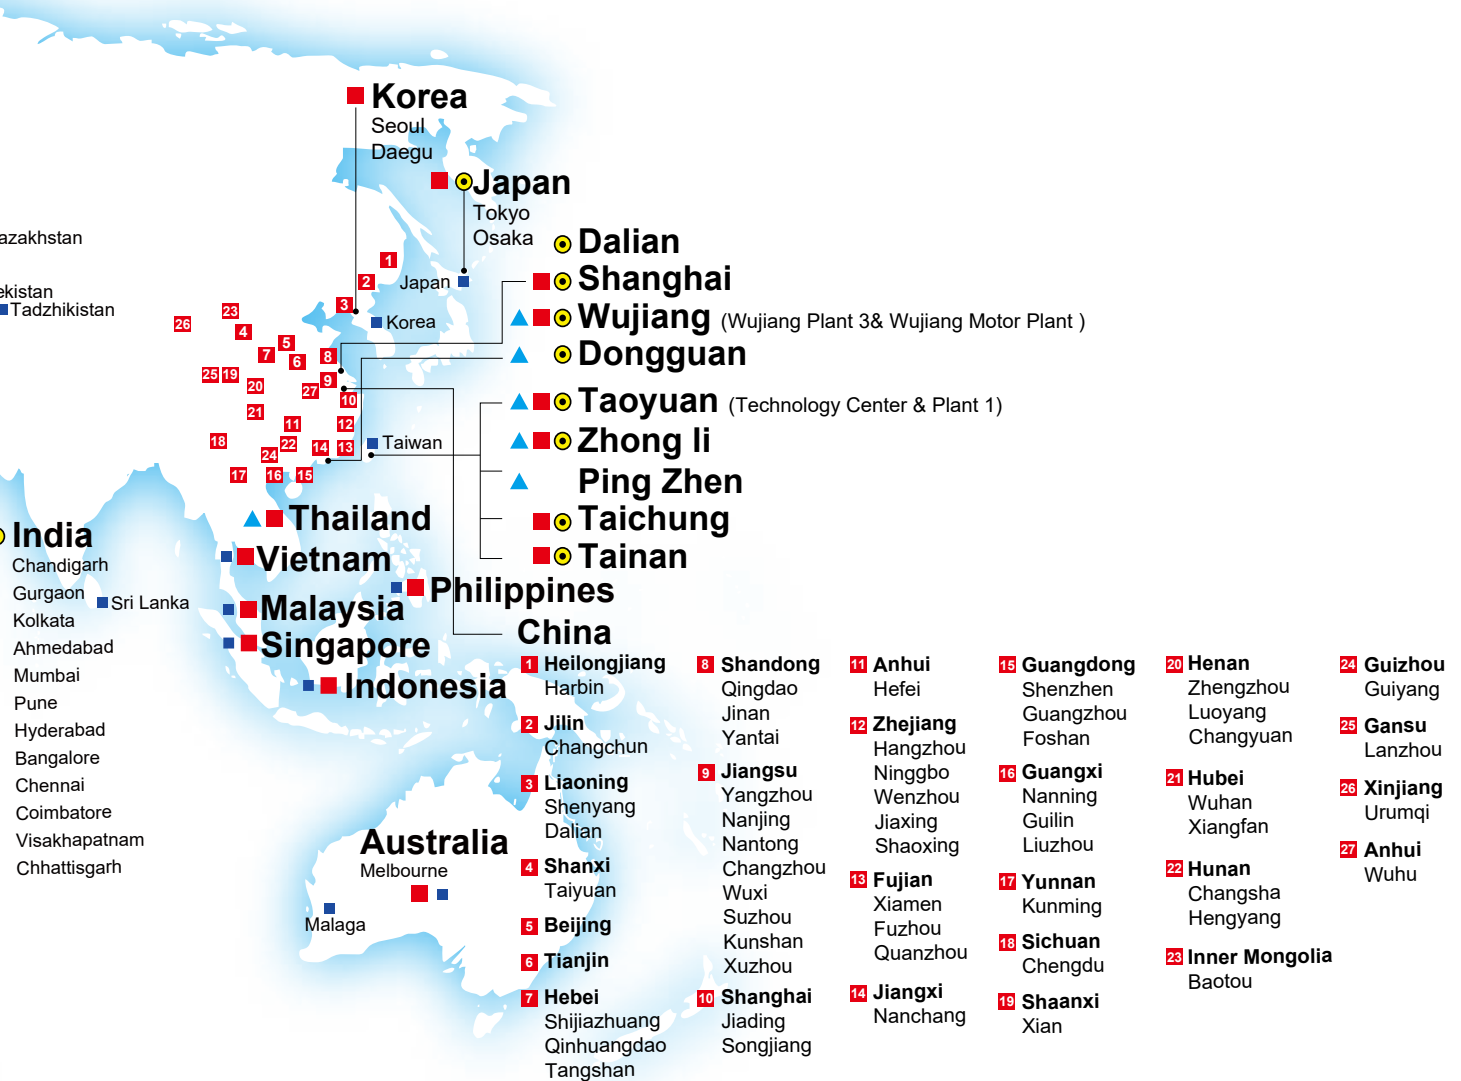 Korea
Seoul
Daegu
Japan
Tokyo
Osaka
azakhstan
ekistan
Tadzhikistan
Japan
Korea
Taiwan
Dalian
Shanghai
Wujiang (Wujiang Plant 3& Wujiang Motor Plant )
Dongguan
Taoyuan (Technology Center & Plant 1)
Zhong li
Ping Zhen
Taichung
Tainan
1
2
3
23
26
4
5
7
6
8
25 19
20
27
9
10
21
11
12
18
22
24
14
13
17
16
15
Thailand
Vietnam
Philippines
Malaysia
Singapore
Indonesia
India
Chandigarh
Gurgaon
Kolkata
Ahmedabad
Mumbai
Pune
Hyderabad
Bangalore
Chennai
Coimbatore
Visakhapatnam
Chhattisgarh
Sri Lanka
Australia
Melbourne
Malaga
China
1 Heilongjiang
Harbin
2 Jilin
Changchun
3 Liaoning
Shenyang
Dalian
4 Shanxi
Taiyuan
5 Beijing
6 Tianjin
7 Hebei
Shijiazhuang
Qinhuangdao
Tangshan
8 Shandong
Qingdao
Jinan
Yantai
9 Jiangsu
Yangzhou
Nanjing
Nantong
Changzhou
Wuxi
Suzhou
Kunshan
Xuzhou
10 Shanghai
Jiading
Songjiang
11 Anhui
Hefei
12 Zhejiang
Hangzhou
Ninggbo
Wenzhou
Jiaxing
Shaoxing
13 Fujian
Xiamen
Fuzhou
Quanzhou
14 Jiangxi
Nanchang
15 Guangdong
Shenzhen
Guangzhou
Foshan
16 Guangxi
Nanning
Guilin
Liuzhou
17 Yunnan
Kunming
18 Sichuan
Chengdu
19 Shaanxi
Xian
20 Henan
Zhengzhou
Luoyang
Changyuan
21 Hubei
Wuhan
Xiangfan
22 Hunan
Changsha
Hengyang
23 Inner Mongolia
Baotou
24 Guizhou
Guiyang
25 Gansu
Lanzhou
26 Xinjiang
Urumqi
27 Anhui
Wuhu